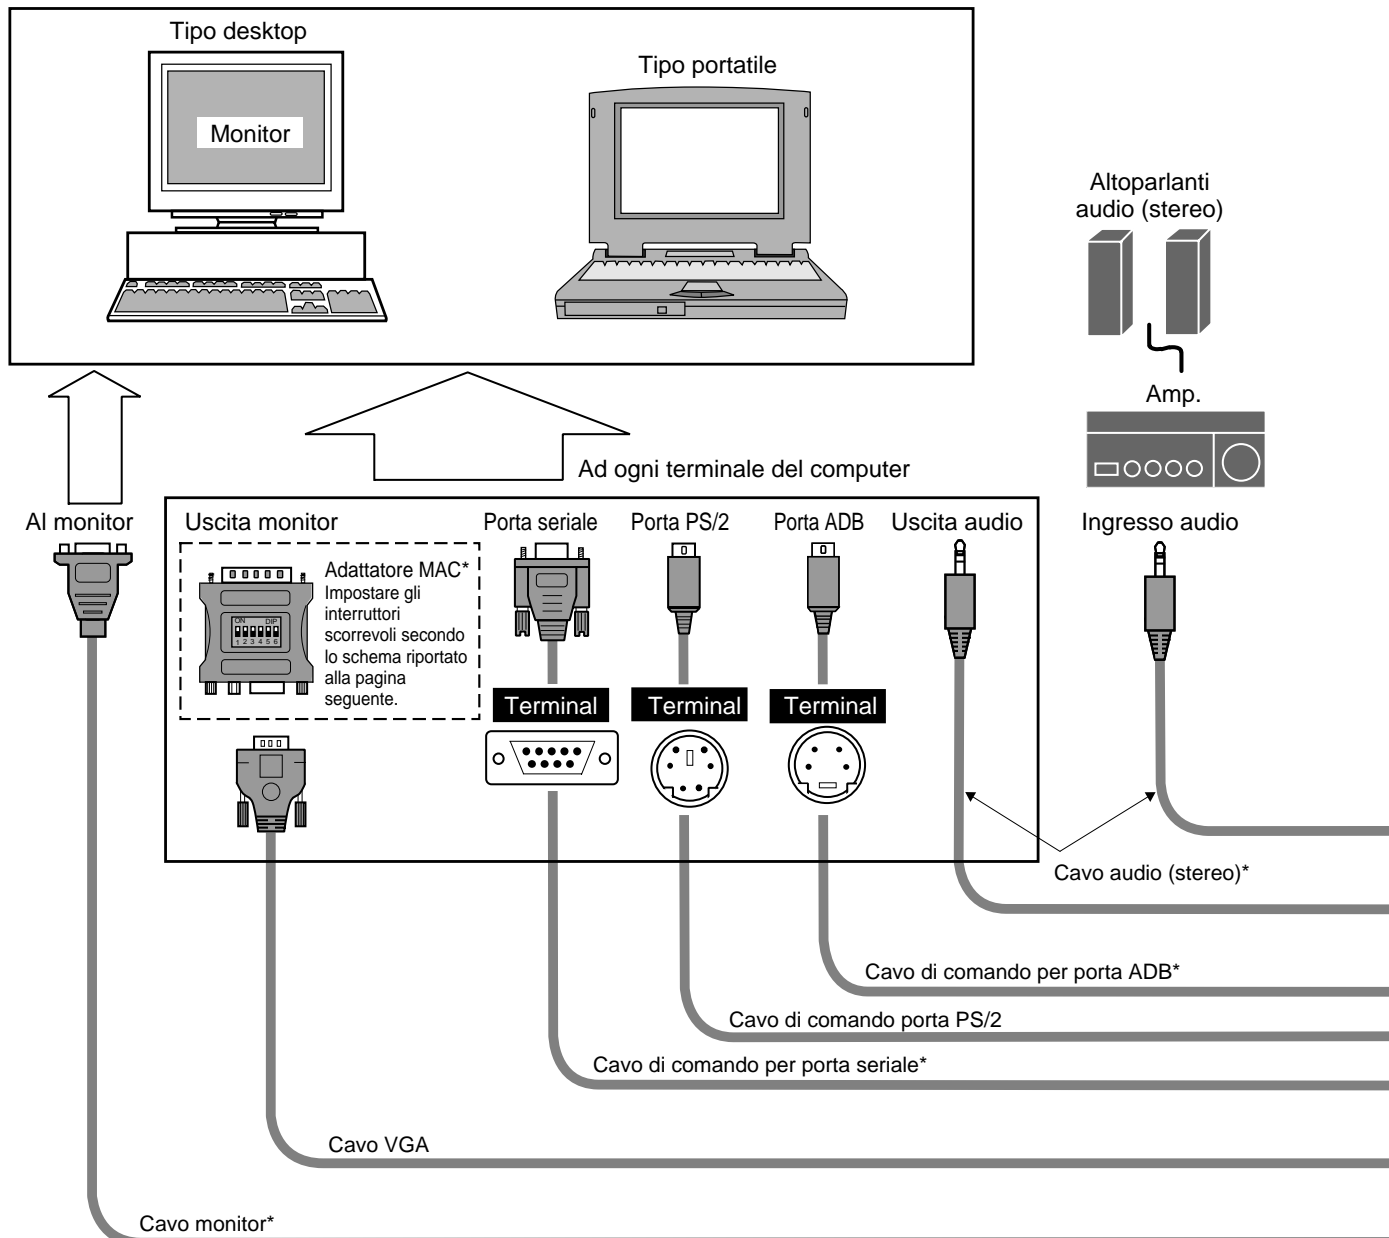 Tipo desktop
Tipo portatile
Monitor
Altoparlanti
audio (stereo)
Amp.
Ad ogni terminale del computer
Al monitor
Uscita monitor
Porta seriale
Porta PS/2
Porta ADB
Uscita audio
Ingresso audio
Adattatore MAC*
Impostare gli
interruttori
scorrevoli secondo
lo schema riportato
alla pagina
seguente.
ON DIP
1 2 3 4 5 6
Terminal
Terminal
Terminal
Cavo audio (stereo)*
Cavo di comando per porta ADB*
Cavo di comando porta PS/2
Cavo di comando per porta seriale*
Cavo VGA
Cavo monitor*